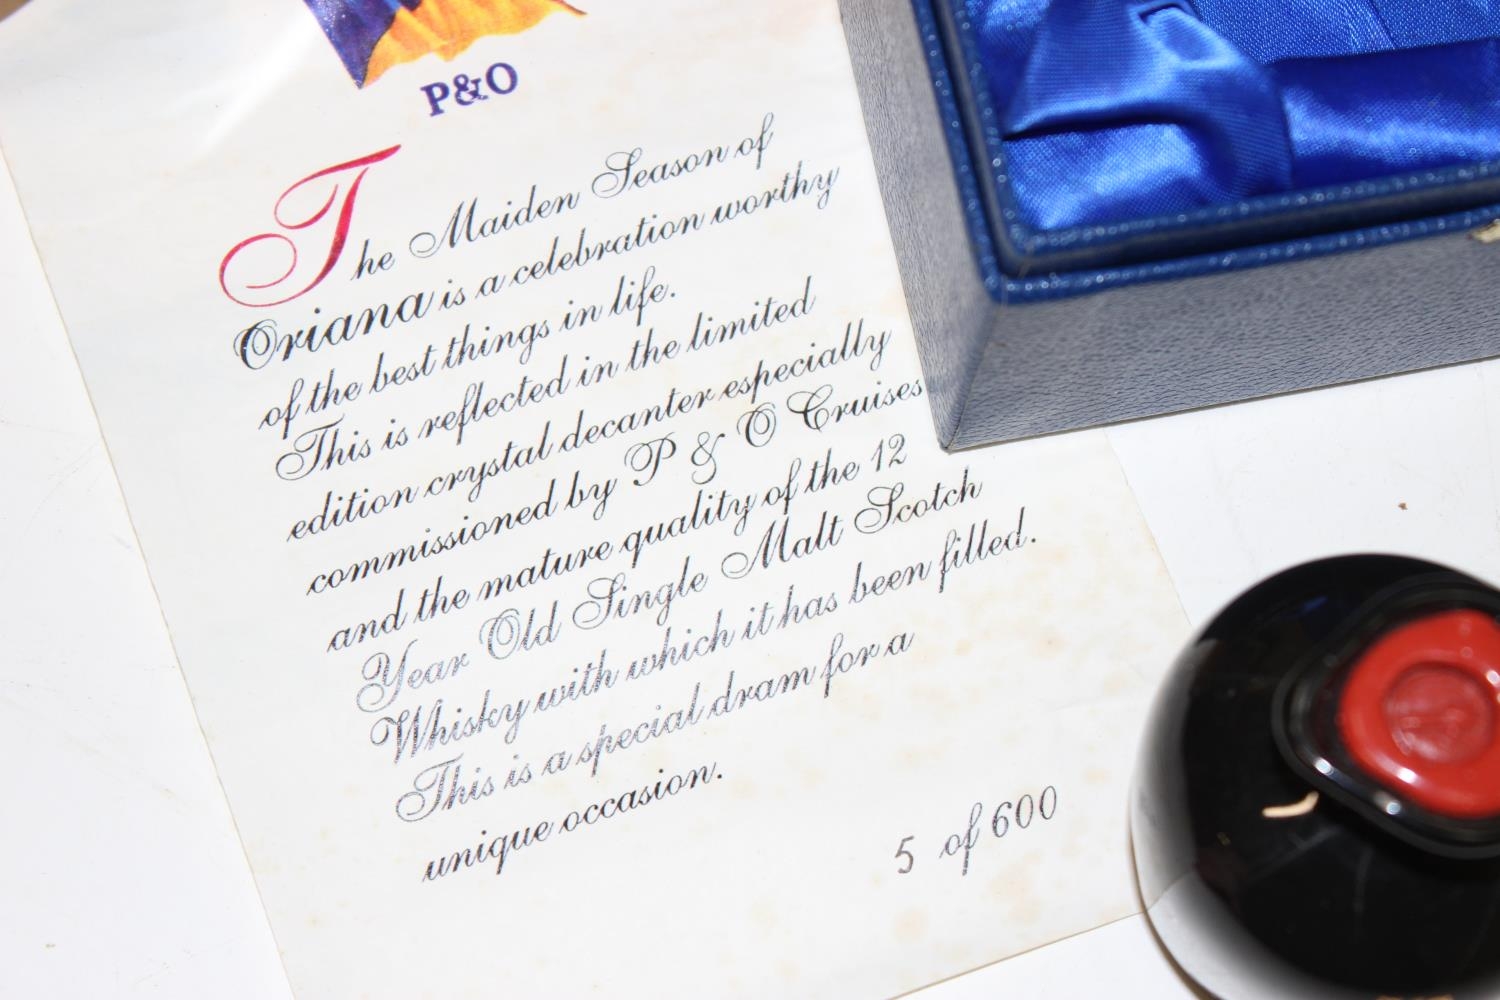 P&O
The Maiden Season of
Oriana is a celebration worthy
of the best things in life.
This is reflected in the limited
edition crystal decanter especially
commissioned by P & O Cruises
and the mature quality of the 12
Year Old Single Malt Scotch
Whisky with which it has been filled.
This is a special dram for a
unique occasion.
5 of 600